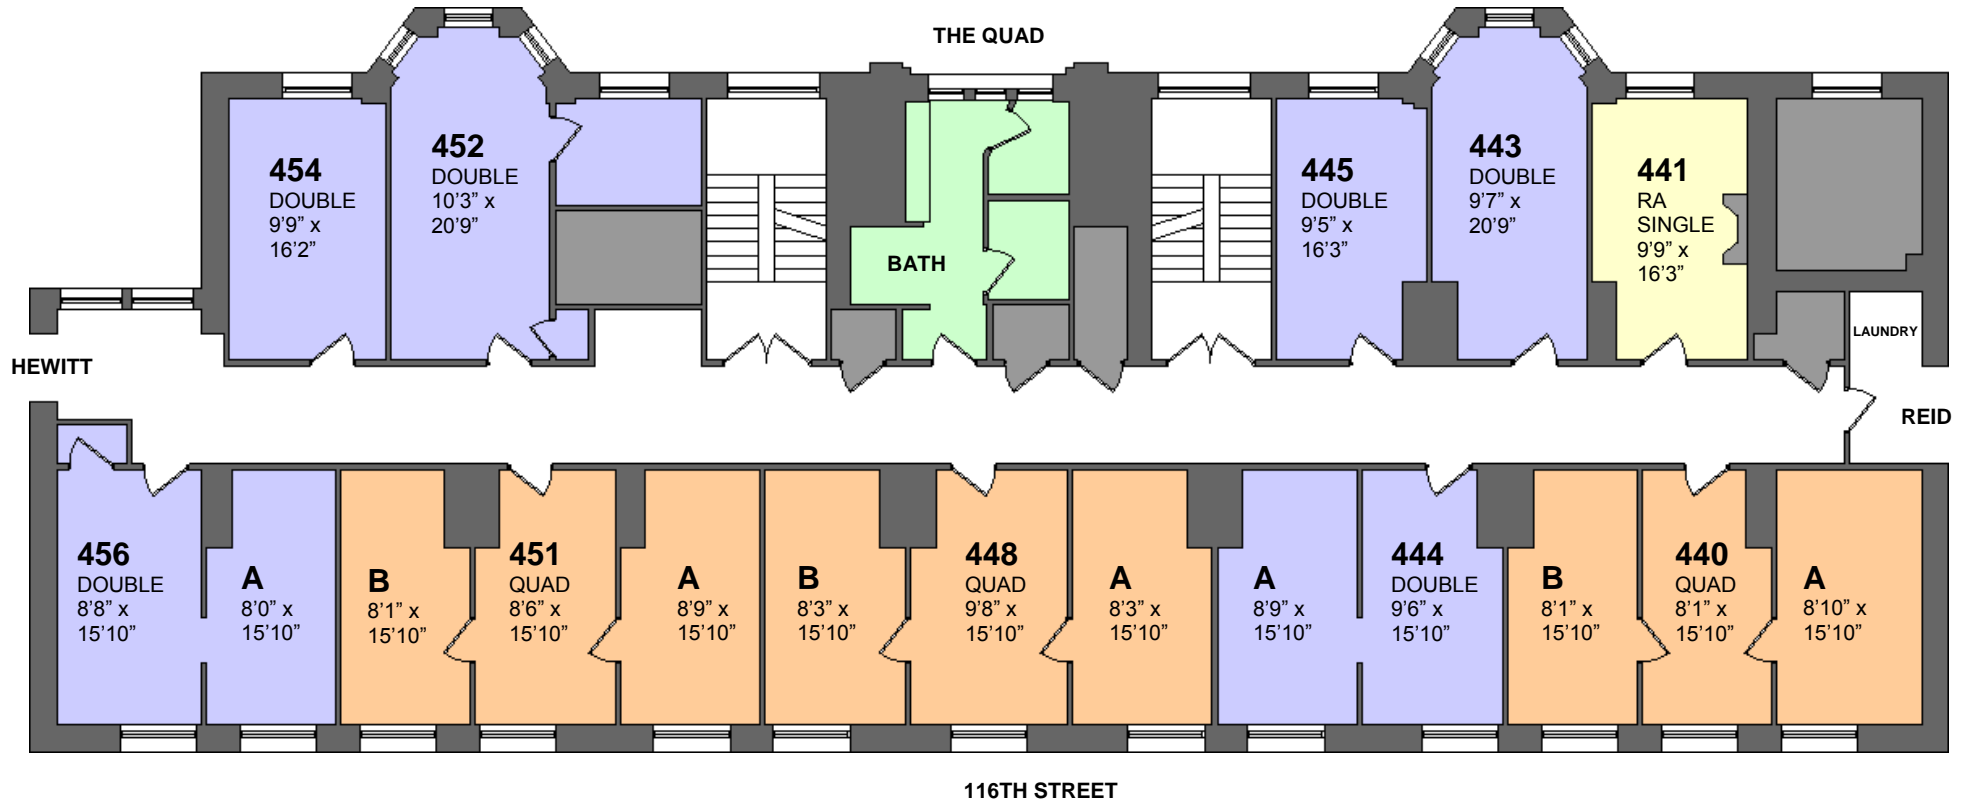 THE QUAD
454
DOUBLE
9’9” x
16’2”
452
DOUBLE
10’3” x
20’9”
BATH
445
DOUBLE
9’5” x
16’3”
443
DOUBLE
9’7” x
20’9”
441
RA
SINGLE
9’9” x
16’3”
LAUNDRY
HEWITT
REID
456
DOUBLE
8’8” x
15’10”
A
8’0” x
15’10”
B
8’1” x
15’10”
451
QUAD
8’6” x
15’10”
A
8’9” x
15’10”
B
8’3” x
15’10”
448
QUAD
9’8” x
15’10”
A
8’3” x
15’10”
A
8’9” x
15’10”
444
DOUBLE
9’6” x
15’10”
B
8’1” x
15’10”
440
QUAD
8’1” x
15’10”
A
8’10” x
15’10”
116TH STREET